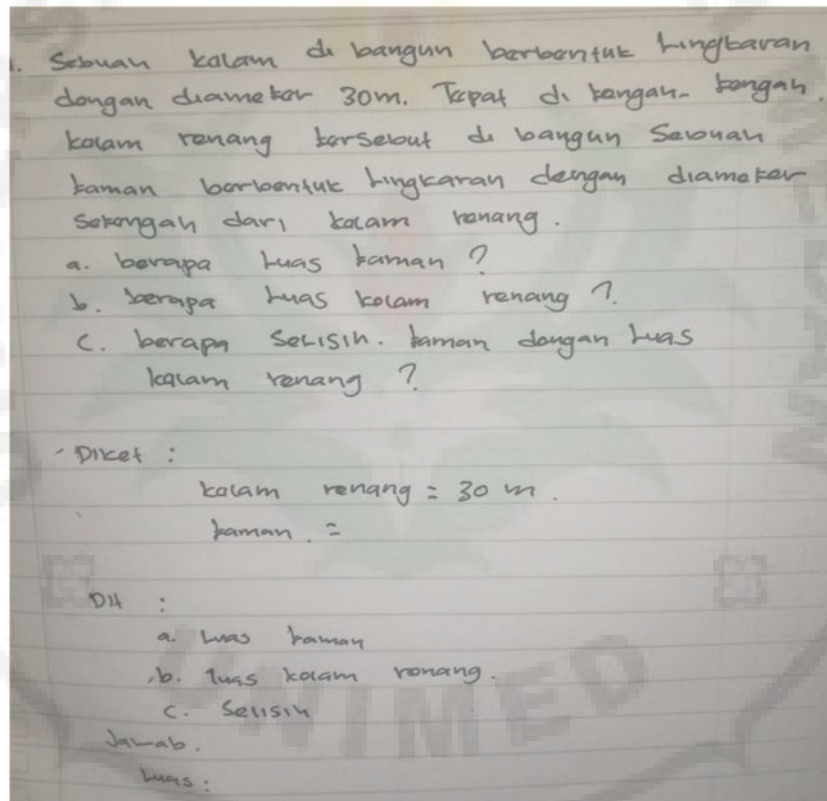 1. Sebuah kolam di bangun berbentuk Lingkaran
dengan diameter 30m. Tepat di tengah- tengah
kolam renang tersebut di bangun Sebuah
taman berbentuk Lingkaran dengan diameter
setengah dari kolam renang.
a. berapa Luas taman ?
b. berapa Luas kolam renang ?.
c. berapa Selisih. taman dengan Luas
kolam renang ?
- Diket :
kolam renang = 30 m.
taman. =
Dit :
a. Luas taman
b. Luas kolam renang.
c. Selisih
Jawab.
Luas :
UNIMED